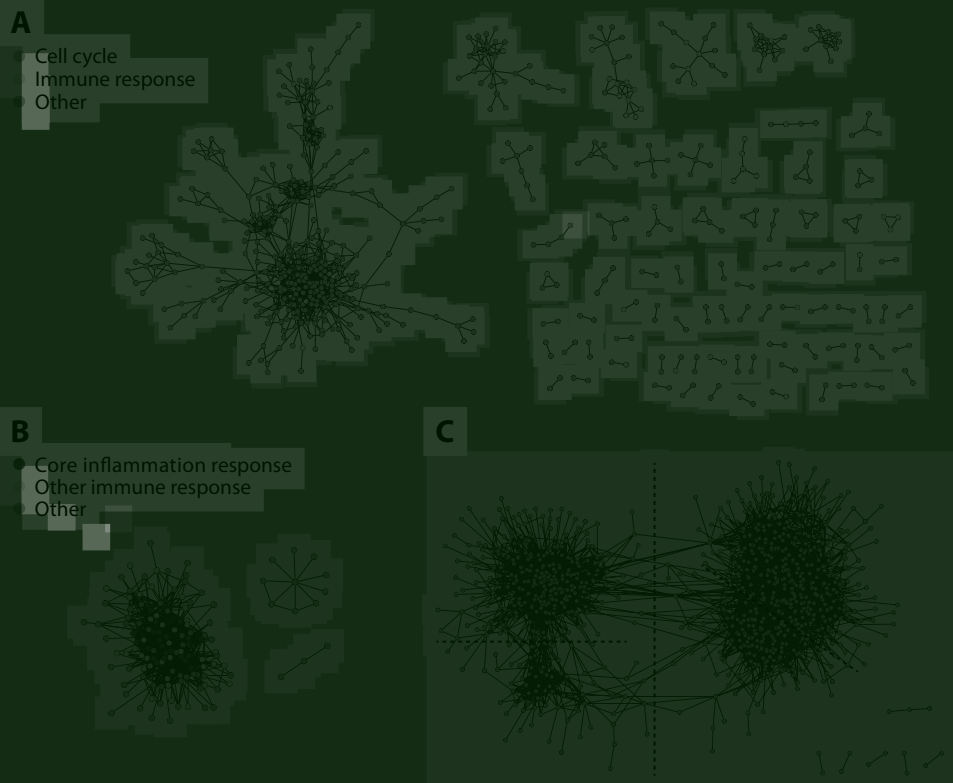 A
Cell cycle
Immune response
Other
B
Core inflammation response
Other immune response
Other
C